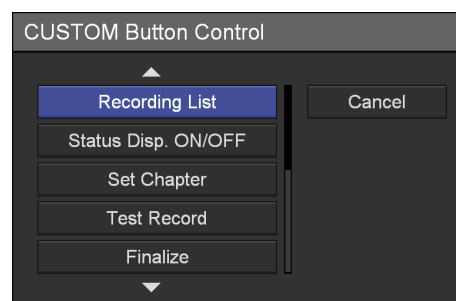 CUSTOM Button Control
Recording List
Cancel
Status Disp. ON/OFF
Set Chapter
Test Record
Finalize